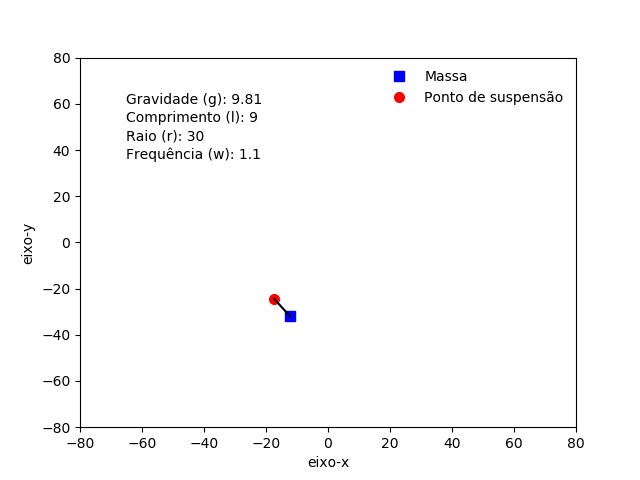 80
60
40
20
0
−20
−40
−60
−80
eixo-y
Gravidade (g): 9.81
Comprimento (l): 9
Raio (r): 30
Frequência (w): 1.1
Massa
Ponto de suspensão
−80 −60 −40 −20 0 20 40 60 80
eixo-x